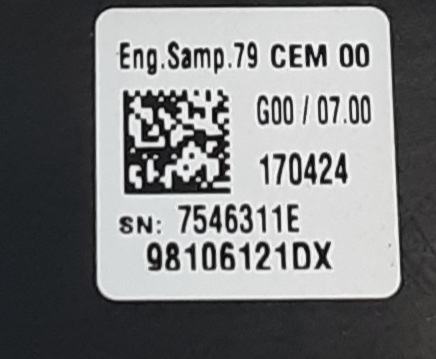 Eng.Samp.79 CEM 00
G00 / 07.00
170424
SN: 7546311E
98106121DX